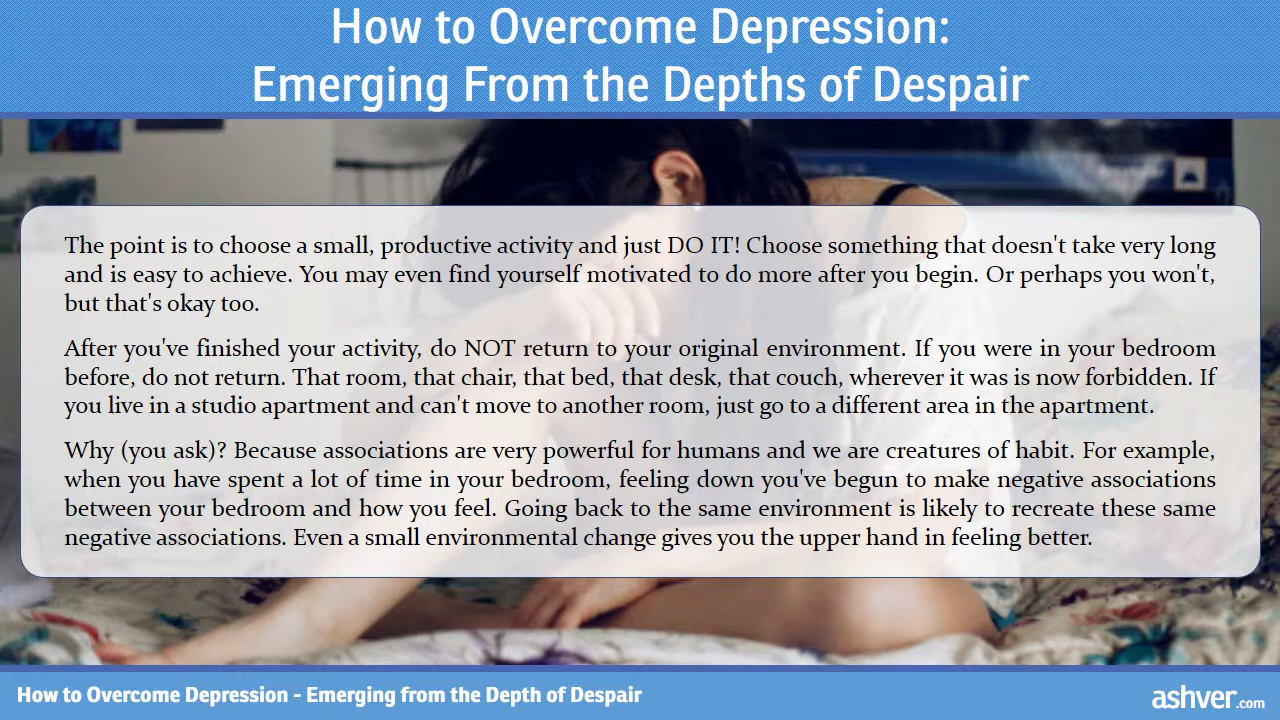 How to Overcome Depression:
Emerging From the Depths of Despair
The point is to choose a small, productive activity and just DO IT! Choose something that doesn't take very long
and is easy to achieve. You may even find yourself motivated to do more after you begin. Or perhaps you won't,
but that's okay too.
After you've finished your activity, do NOT return to your original environment. If you were in your bedroom
before, do not return. That room, that chair, that bed, that desk, that couch, wherever it was is now forbidden. If
you live in a studio apartment and can't move to another room, just go to a different area in the apartment.
Why (you ask)? Because associations are very powerful for humans and we are creatures of habit. For example,
when you have spent a lot of time in your bedroom, feeling down you've begun to make negative associations
between your bedroom and how you feel. Going back to the same environment is likely to recreate these same
negative associations. Even a small environmental change gives you the upper hand in feeling better.
How to Overcome Depression - Emerging from the Depth of Despair
ashver.com